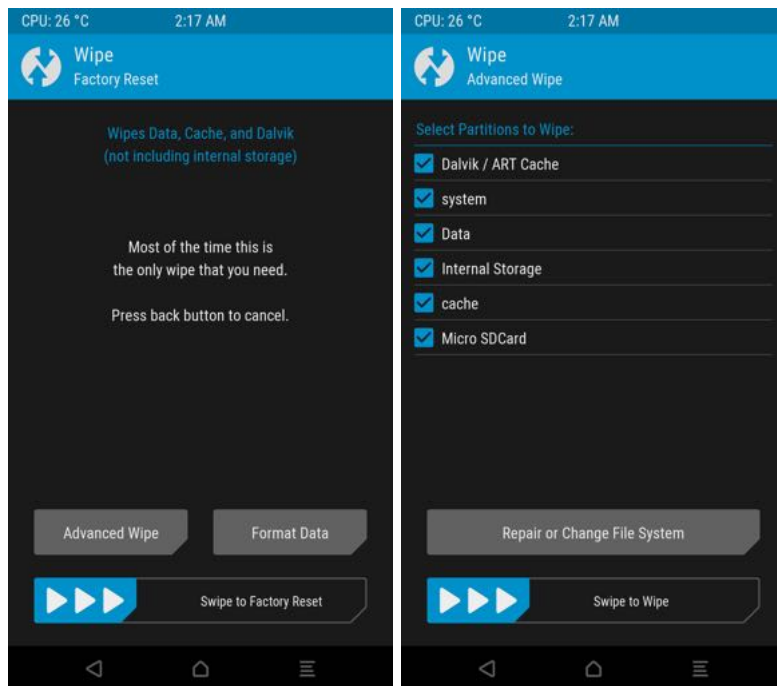 CPU: 26 °C 2:17 AM
Wipe
Factory Reset
Wipes Data, Cache, and Dalvik
(not including internal storage)
Most of the time this is
the only wipe that you need.
Press back button to cancel.
Advanced Wipe
Format Data
Swipe to Factory Reset
CPU: 26 °C 2:17 AM
Wipe
Advanced Wipe
Select Partitions to Wipe:
Dalvik / ART Cache
system
Data
Internal Storage
cache
Micro SDCard
Repair or Change File System
Swipe to Wipe